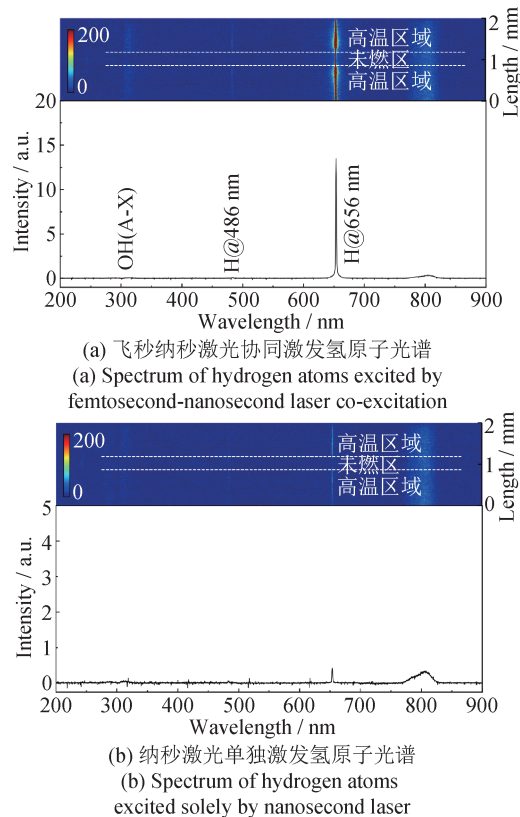 200
0
高温区域
未燃区
高温区域
2
1
0
Length / mm
20
15
10
5
0
Intensity / a.u.
OH(A-X)
H@486 nm
H@656 nm
200 300 400 500 600 700 800 900
Wavelength / nm
(a) 飞秒纳秒激光协同激发氢原子光谱
(a) Spectrum of hydrogen atoms excited by
femtosecond-nanosecond laser co-excitation
200
0
高温区域
未燃区
高温区域
2
1
0
Length / mm
5
4
3
2
1
0
Intensity / a.u.
200 300 400 500 600 700 800 900
Wavelength / nm
(b) 纳秒激光单独激发氢原子光谱
(b) Spectrum of hydrogen atoms
excited solely by nanosecond laser